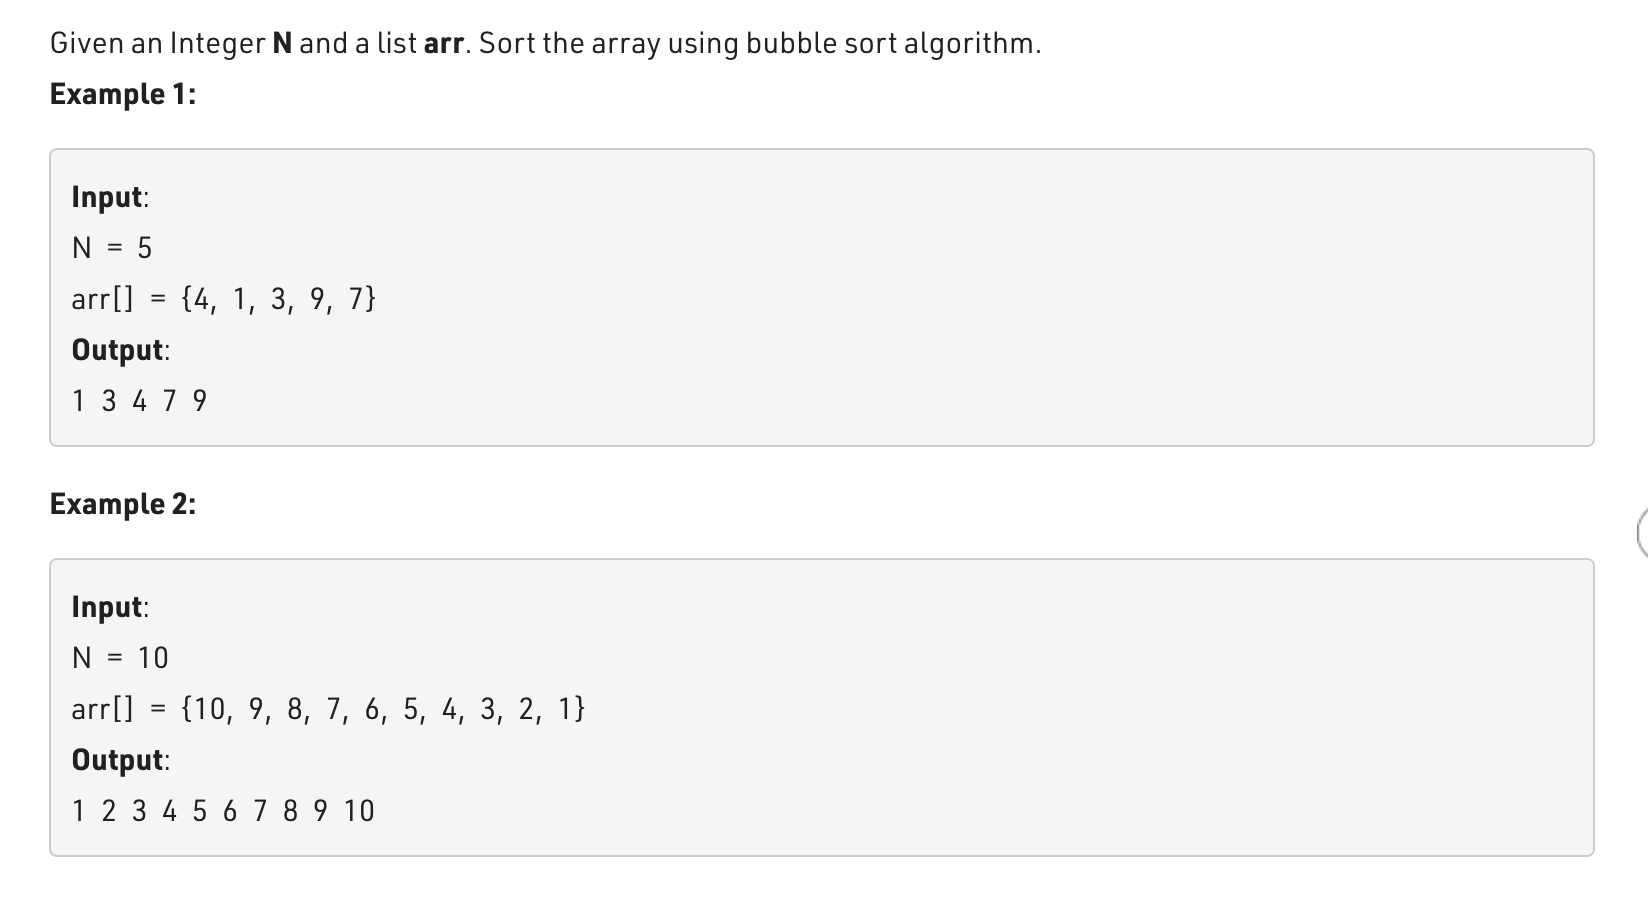 Given an Integer N and a list arr. Sort the array using bubble sort algorithm.
Example 1:
Input:
N = 5
arr[] = {4, 1, 3, 9, 7}
Output:
1 3 4 7 9
Example 2:
Input:
N = 10
arr[] = {10, 9, 8, 7, 6, 5, 4, 3, 2, 1}
Output:
1 2 3 4 5 6 7 8 9 10